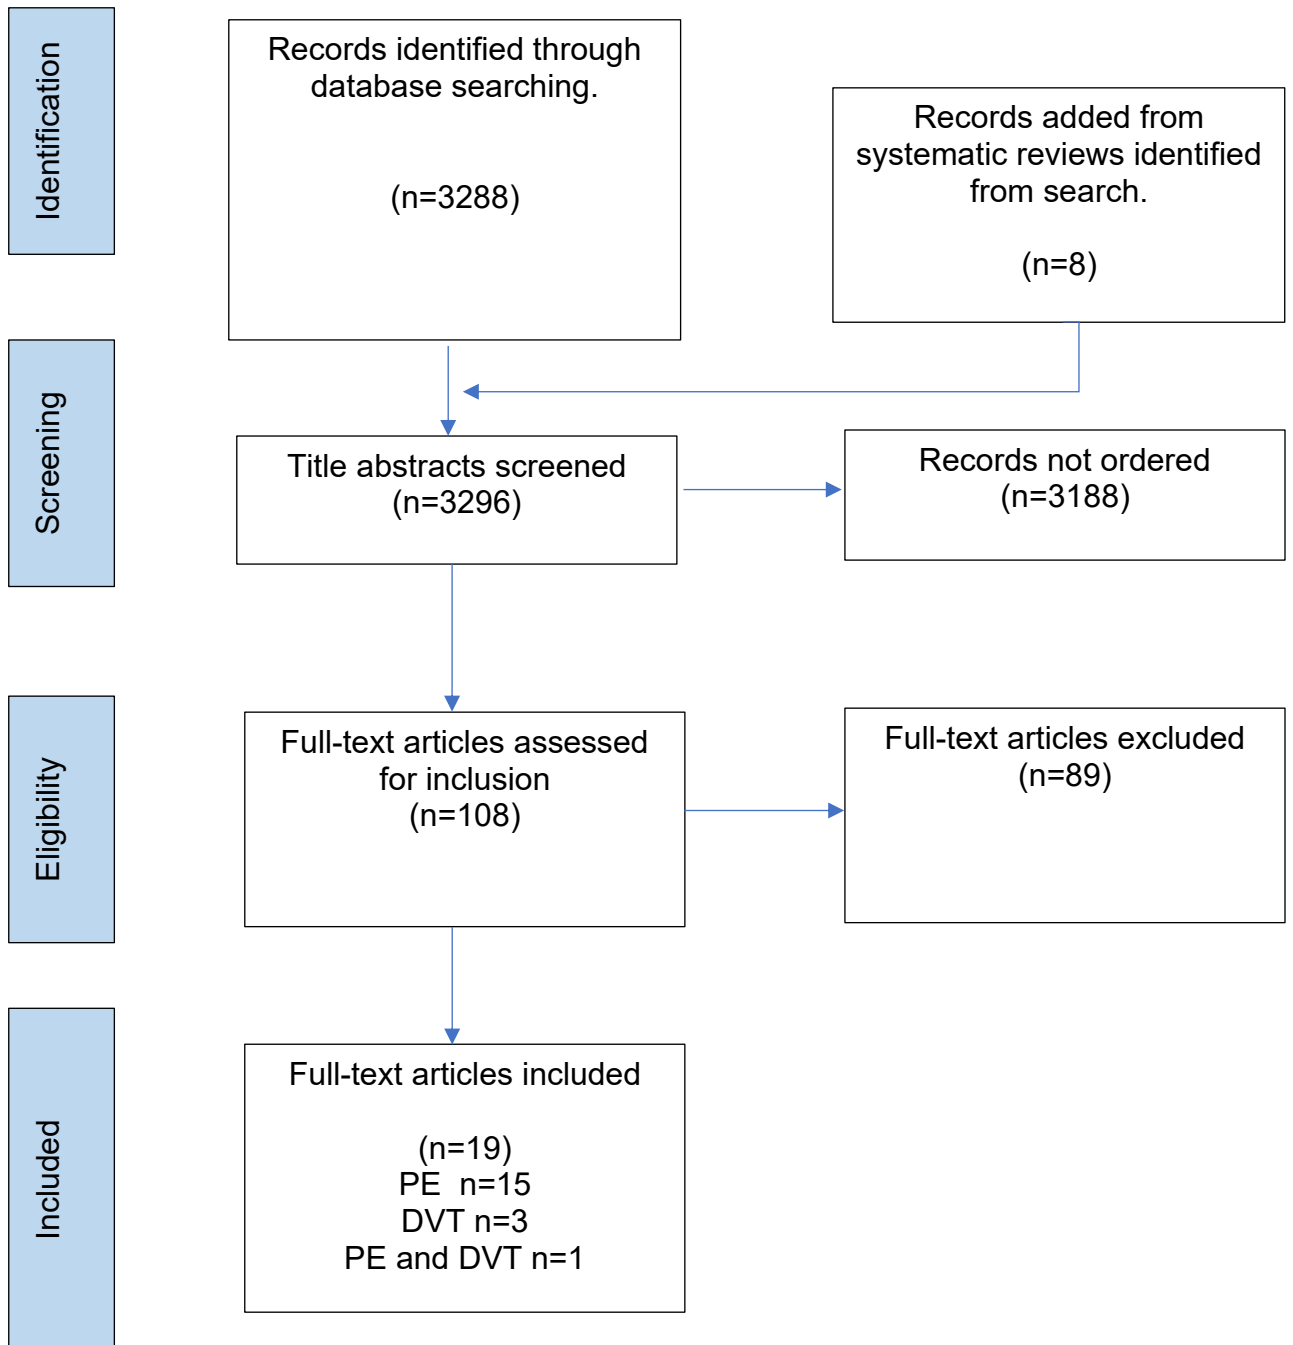 Identification
Records identified through
database searching.
(n=3288)
Records added from
systematic reviews identified
from search.
(n=8)
Screening
Title abstracts screened
(n=3296)
Records not ordered
(n=3188)
Eligibility
Full-text articles assessed
for inclusion
(n=108)
Full-text articles excluded
(n=89)
Included
Full-text articles included
(n=19)
PE  n=15
DVT n=3
PE and DVT n=1